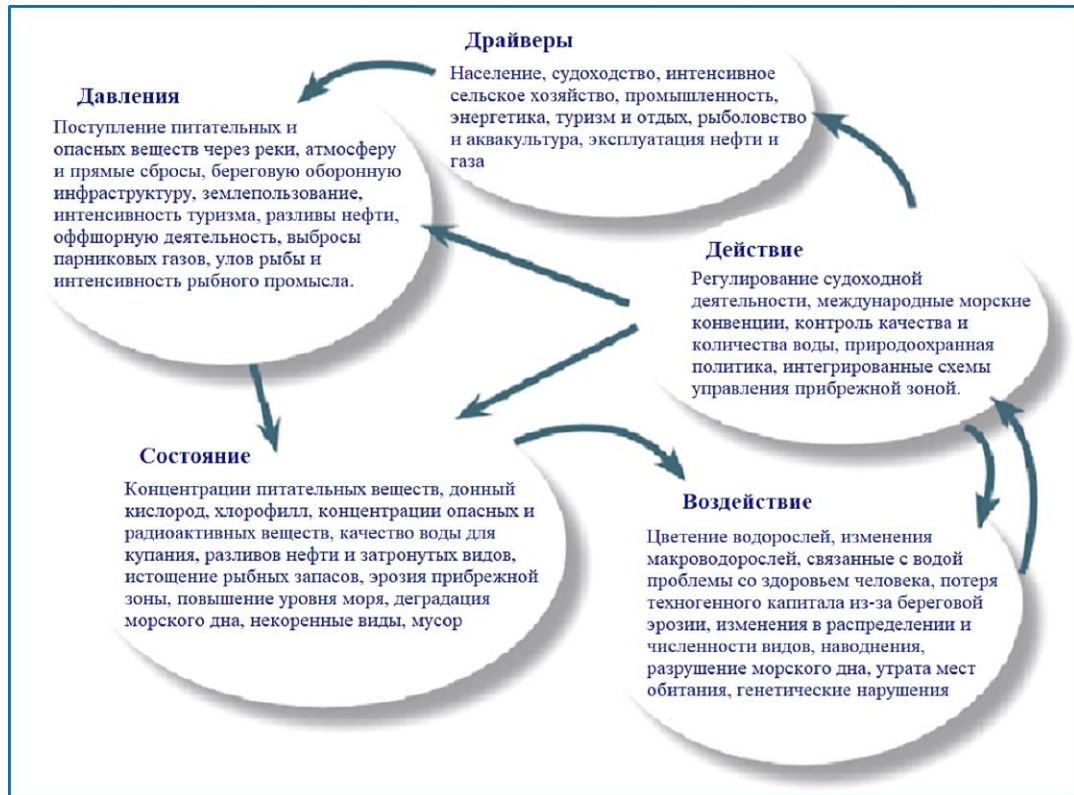 Драйверы
Население, судоходство, интенсивное
сельское хозяйство, промышленность,
энергетика, туризм и отдых, рыболовство
и аквакультура, эксплуатация нефти и
газа
Давления
Поступление питательных и
опасных веществ через реки, атмосферу
и прямые сбросы, береговую оборонную
инфраструктуру, землепользование,
интенсивность туризма, разливы нефти,
оффшорную деятельность, выбросы
парниковых газов, улов рыбы и
интенсивность рыбного промысла.
Действие
Регулирование судоходной
деятельности, международные морские
конвенции, контроль качества и
количества воды, природоохранная
политика, интегрированные схемы
управления прибрежной зоной.
Состояние
Концентрации питательных веществ, донный
кислород, хлорофилл, концентрации опасных и
радиоактивных веществ, качество воды для
купания, разливов нефти и затронутых видов,
истощение рыбных запасов, эрозия прибрежной
зоны, повышение уровня моря, деградация
морского дна, некоренные виды, мусор
Воздействие
Цветение водорослей, изменения
макроводорослей, связанные с водой
проблемы со здоровьем человека, потеря
техногенного капитала из-за береговой
эрозии, изменения в распределении и
численности видов, наводнения,
разрушение морского дна, утрата мест
обитания, генетические нарушения